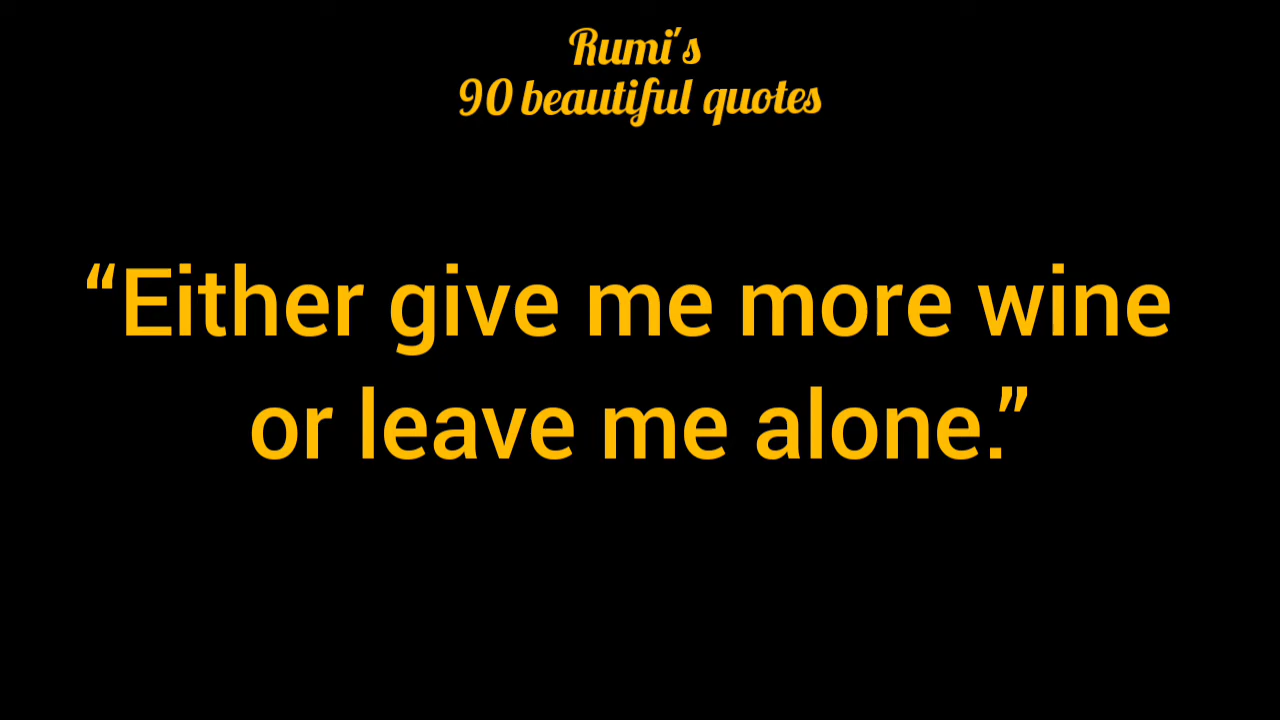 Rumi's
90 beautiful quotes
“Either give me more wine
or leave me alone.”